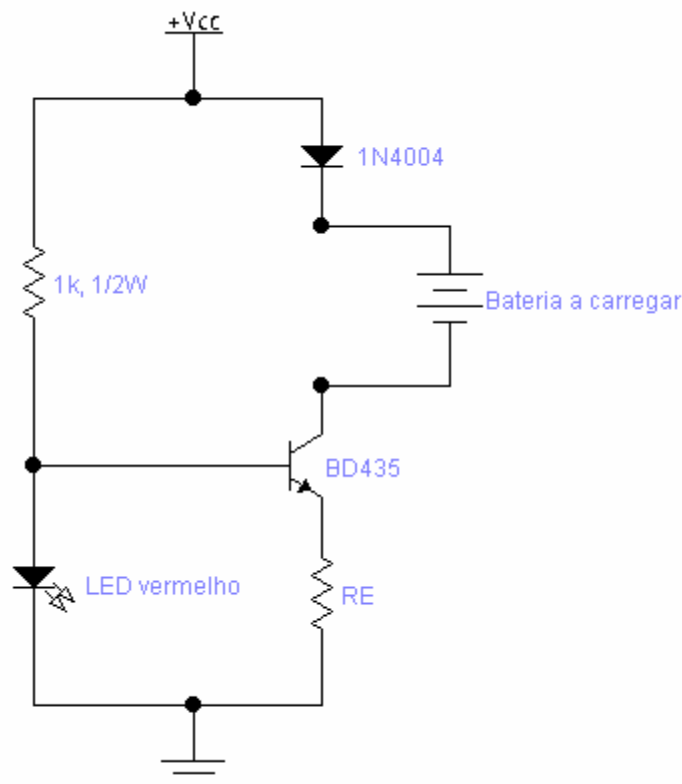 +Vcc
1N4004
1k, 1/2W
Bateria a carregar
BD435
LED vermelho
RE